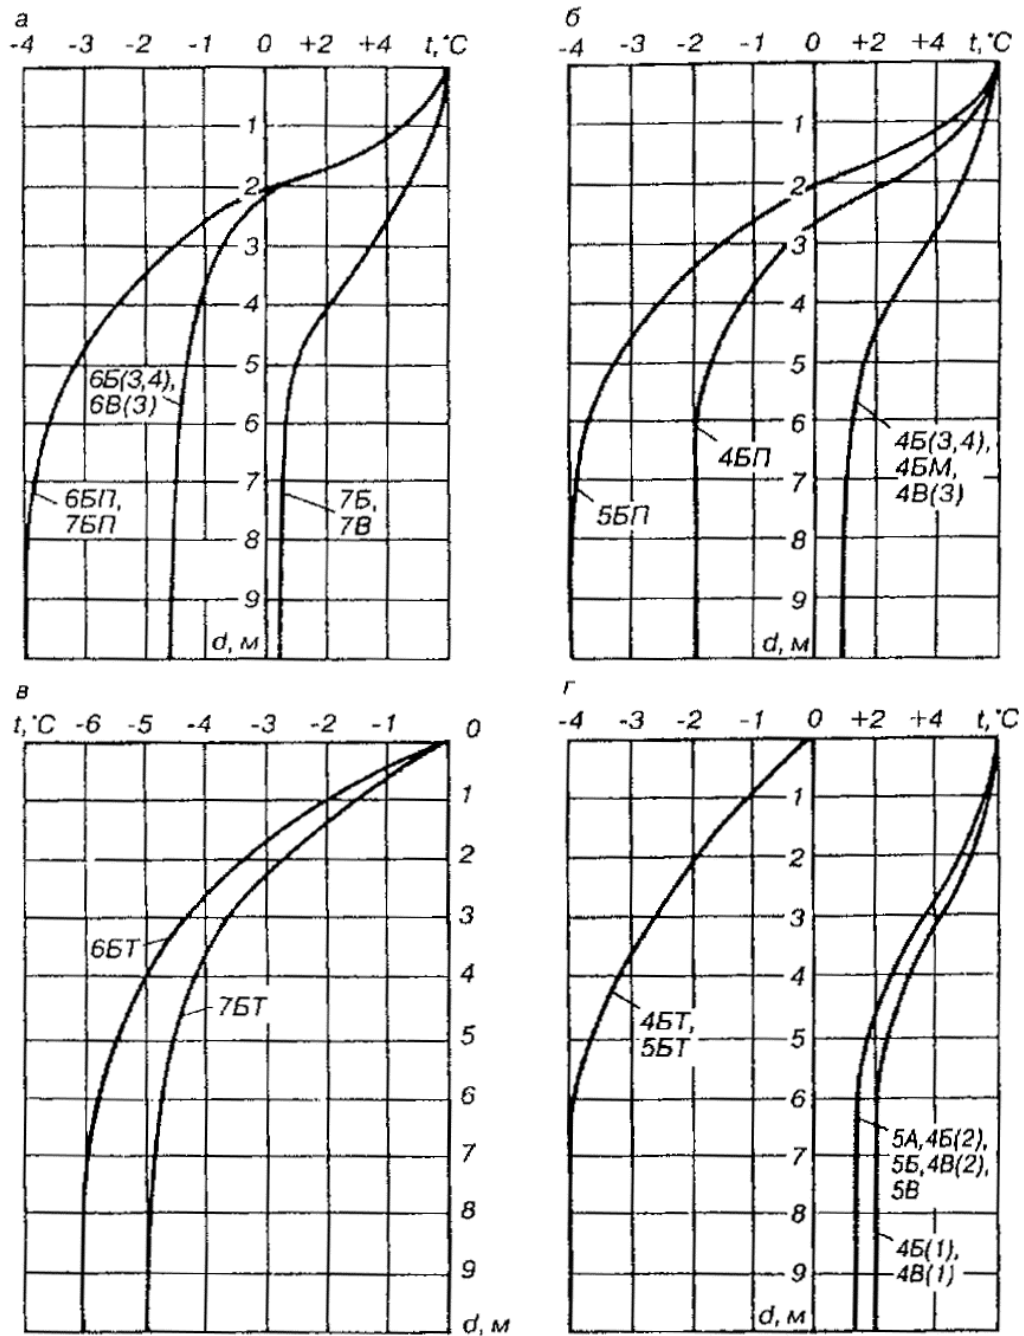 а
-4 -3 -2 -1 0 +2 +4 t,°C
1
2
3
4
5
6
7
8
9
d, м
6Б(3,4),
6В(3)
6БП,
7БП
7Б,
7В
б
-4 -3 -2 -1 0 +2 +4 t,°C
1
2
3
4
5
6
7
8
9
d, м
4БП
5БП
4Б(3,4),
4БМ,
4В(3)
в
t,°C -6 -5 -4 -3 -2 -1 0
1
2
3
4
5
6
7
8
9
d, м
6БТ
7БТ
г
-4 -3 -2 -1 0 +2 +4 t,°C
1
2
3
4
5
6
7
8
9
d, м
4БТ,
5БТ
5А,4Б(2),
5Б,4В(2),
5В
4Б(1),
4В(1)